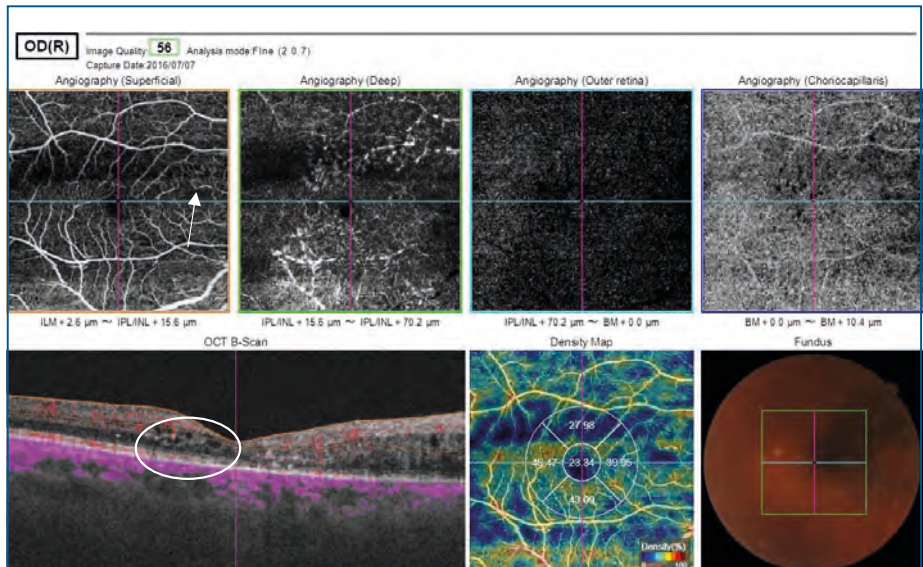 OD(R)
Image Quality: 56 Analysis mode:Fine (2.0.7)
Capture Date:2016/07/07
Angiography (Superficial) Angiography (Deep) Angiography (Outer retina) Angiography (Choriocapillaris)
ILM + 2.6 μm ～ IPL/INL + 15.6 μm IPL/INL + 15.6 μm ～ IPL/INL + 70.2 μm IPL/INL + 70.2 μm ～ BM + 0.0 μm BM + 0.0 μm ～ BM + 10.4 μm
OCT B-Scan Density Map Fundus
27.98
46.47 23.34 39.95
43.09
Density(%)
0 100